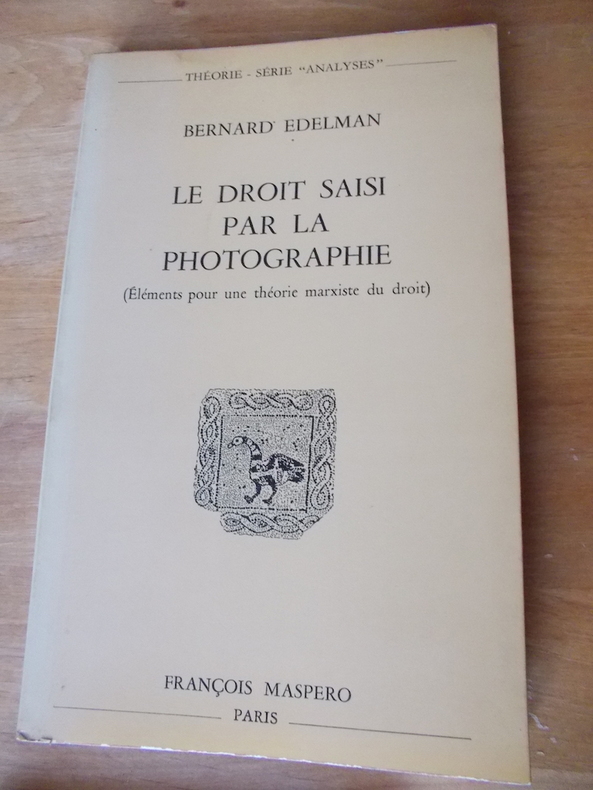 THÉORIE - SÉRIE "ANALYSES"
BERNARD EDELMAN
LE DROIT SAISI
PAR LA
PHOTOGRAPHIE
(Éléments pour une théorie marxiste du droit)
FRANÇOIS MASPERO
PARIS